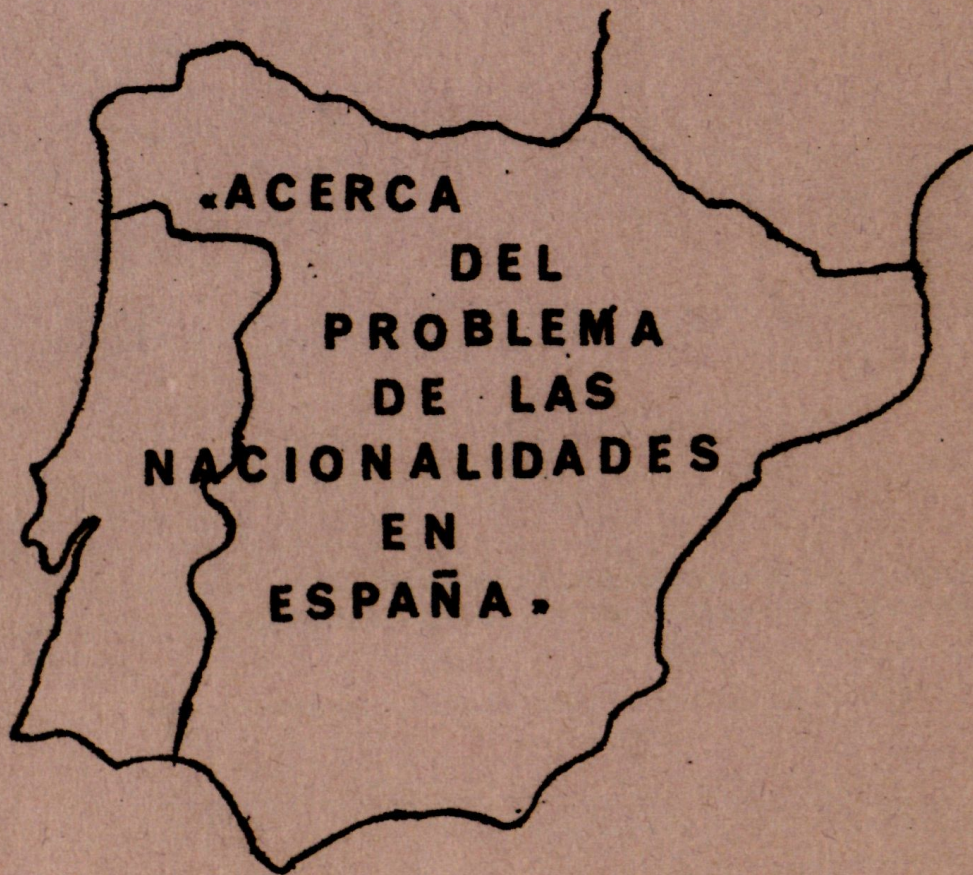 «ACERCA
DEL
PROBLEMA
DE LAS
NACIONALIDADES
EN
ESPAÑA»